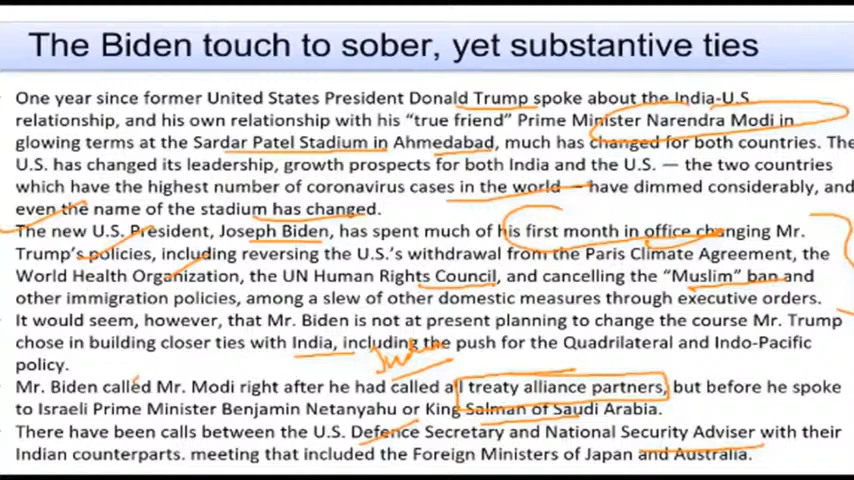 The Biden touch to sober, yet substantive ties
One year since former United States President Donald Trump spoke about the India-U.S.
relationship, and his own relationship with his “true friend” Prime Minister Narendra Modi in
glowing terms at the Sardar Patel Stadium in Ahmedabad, much has changed for both countries. The
U.S. has changed its leadership, growth prospects for both India and the U.S. — the two countries
which have the highest number of coronavirus cases in the world — have dimmed considerably, and
even the name of the stadium has changed.
The new U.S. President, Joseph Biden, has spent much of his first month in office changing Mr.
Trump’s policies, including reversing the U.S.’s withdrawal from the Paris Climate Agreement, the
World Health Organization, the UN Human Rights Council, and cancelling the “Muslim” ban and
other immigration policies, among a slew of other domestic measures through executive orders.
It would seem, however, that Mr. Biden is not at present planning to change the course Mr. Trump
chose in building closer ties with India, including the push for the Quadrilateral and Indo-Pacific
policy.
India
Mr. Biden called Mr. Modi right after he had called all treaty alliance partners, but before he spoke
to Israeli Prime Minister Benjamin Netanyahu or King Salman of Saudi Arabia.
There have been calls between the U.S. Defence Secretary and National Security Adviser with their
Indian counterparts. meeting that included the Foreign Ministers of Japan and Australia.